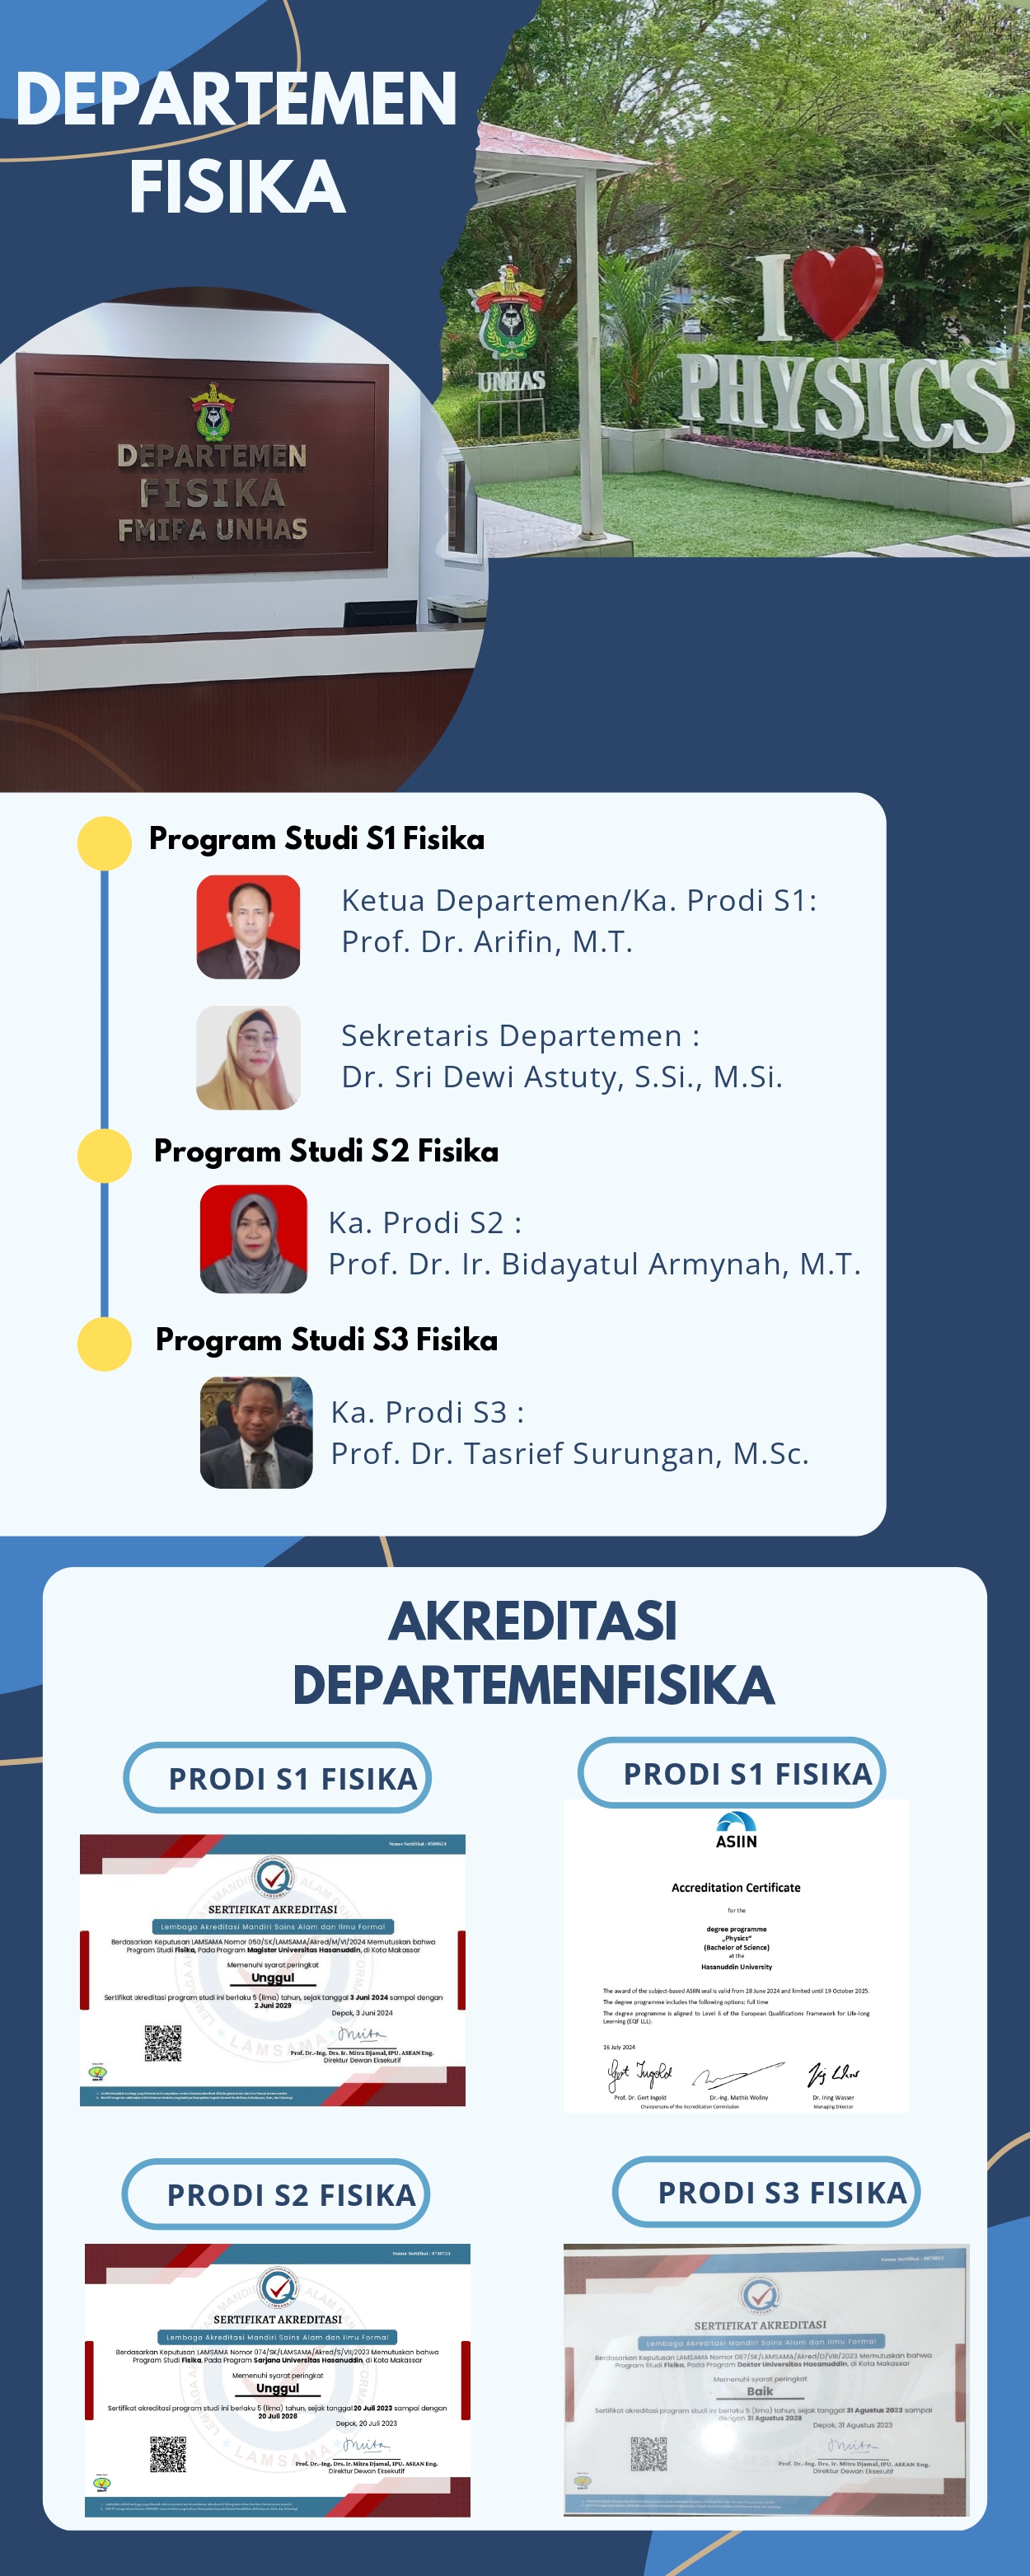 DEPARTEMEN
FISIKA
I
PHYSICS
UNHAS
DEPARTEMEN
FISIKA
FMIPA UNHAS
Program Studi S1 Fisika
Ketua Departemen/Ka. Prodi S1:
Prof. Dr. Arifin, M.T.
Sekretaris Departemen :
Dr. Sri Dewi Astuty, S.Si., M.Si.
Program Studi S2 Fisika
Ka. Prodi S2 :
Prof. Dr. Ir. Bidayatul Armynah, M.T.
Program Studi S3 Fisika
Ka. Prodi S3 :
Prof. Dr. Tasrief Surungan, M.Sc.
AKREDITASI
DEPARTEMENFISIKA
PRODI S1 FISIKA
SERTIFIKAT AKREDITASI
Lembaga Akreditasi Mandiri Sains Alam dan Ilmu Formal
Berdasarkan Keputusan LAMSAMA Nomor 050/SK/LAMSAMA/Akred/M/VI/2024 Memutuskan bahwa
Program Studi Fisika, Pada Program Magister Universitas Hasanuddin, di Kota Makassar
Memenuhi syarat peringkat
Unggul
Sertifikat akreditasi program studi ini berlaku 5 (lima) tahun, sejak tanggal 3 Juni 2024 sampai dengan
2 Juni 2029
Depok, 3 Juni 2024
Prof. Dr.-Ing. Drs. Ir. Mitra Djamal, IPU. ASEAN Eng.
Direktur Dewan Eksekutif
PRODI S1 FISIKA
ASIIN
Accreditation Certificate
for the
degree programme
„Physics“
(Bachelor of Science)
at the
Hasanuddin University
The award of the subject-based ASIIN seal is valid from 28 June 2024 and limited until 19 October 2025.
The degree programme includes the following options: full time
The degree programme is aligned to Level 6 of the European Qualifications Framework for Life-long
Learning (EQF LLL).
16 July 2024
Prof. Dr. Gert Ingold
Dr.-Ing. Mathis Wollny
Dr. Iring Wasser
Chairpersons of the Accreditation Commission
Managing Director
PRODI S2 FISIKA
SERTIFIKAT AKREDITASI
Lembaga Akreditasi Mandiri Sains Alam dan Ilmu Formal
Berdasarkan Keputusan LAMSAMA Nomor 074/SK/LAMSAMA/Akred/S/VII/2023 Memutuskan bahwa
Program Studi Fisika, Pada Program Sarjana Universitas Hasanuddin, di Kota Makassar
Memenuhi syarat peringkat
Unggul
Sertifikat akreditasi program studi ini berlaku 5 (lima) tahun, sejak tanggal 20 Juli 2023 sampai dengan
20 Juli 2028
Depok, 20 Juli 2023
Prof. Dr.-Ing. Drs. Ir. Mitra Djamal, IPU. ASEAN Eng.
Direktur Dewan Eksekutif
PRODI S3 FISIKA
SERTIFIKAT AKREDITASI
Lembaga Akreditasi Mandiri Sains Alam dan Ilmu Formal
Berdasarkan Keputusan LAMSAMA Nomor 087/SK/LAMSAMA/Akred/D/VIII/2023 Memutuskan bahwa
Program Studi Fisika, Pada Program Doktor Universitas Hasanuddin, di Kota Makassar
Memenuhi syarat peringkat
Baik
Sertifikat akreditasi program studi ini berlaku 5 (lima) tahun, sejak tanggal 31 Agustus 2023 sampai
dengan 31 Agustus 2028
Depok, 31 Agustus 2023
Prof. Dr.-Ing. Drs. Ir. Mitra Djamal, IPU. ASEAN Eng.
Direktur Dewan Eksekutif